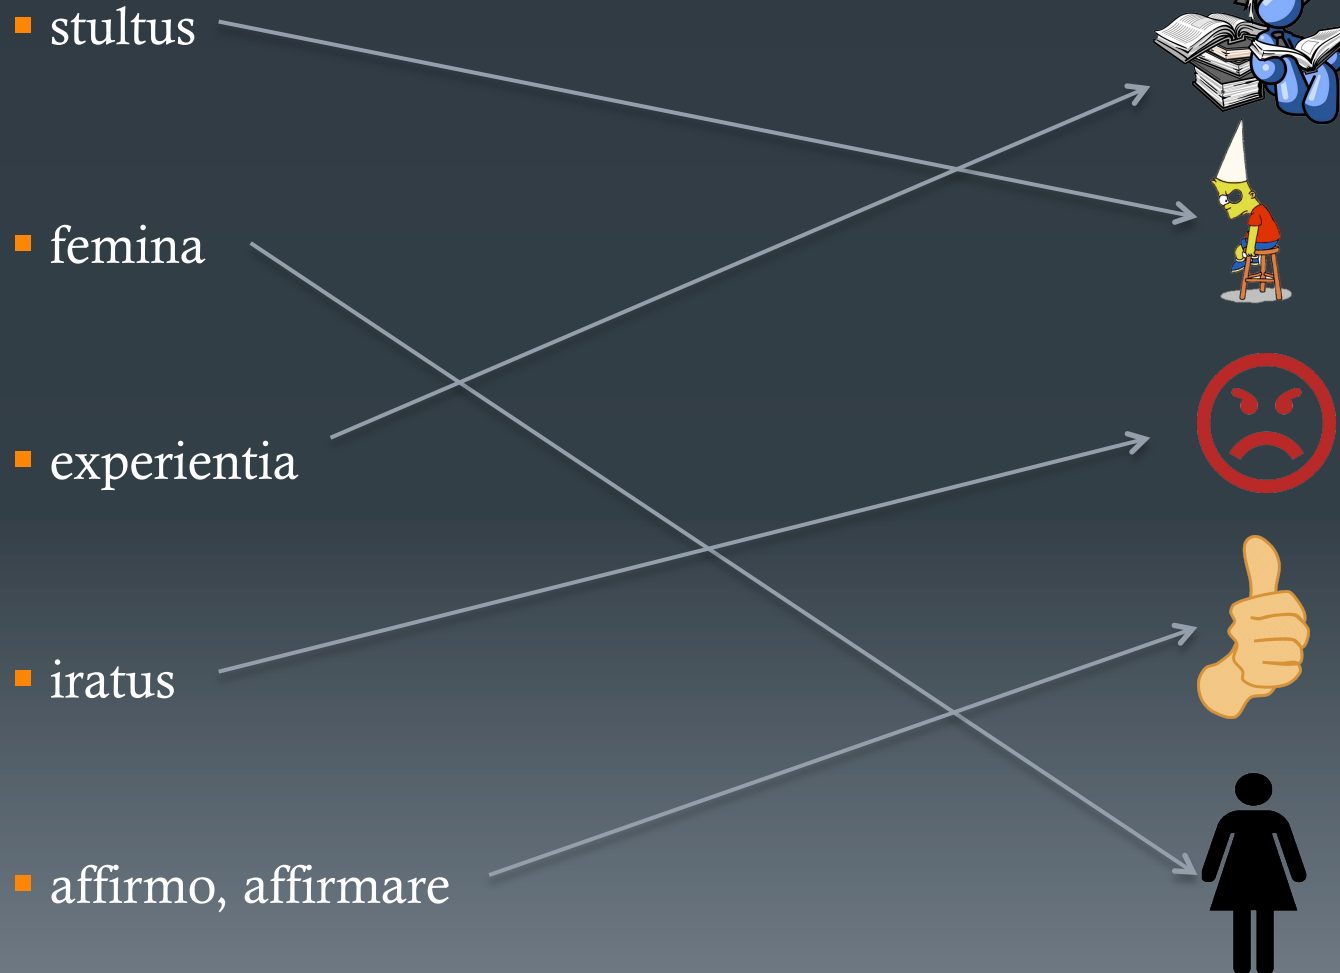 stultus
femina
experientia
iratus
affirmo, affirmare